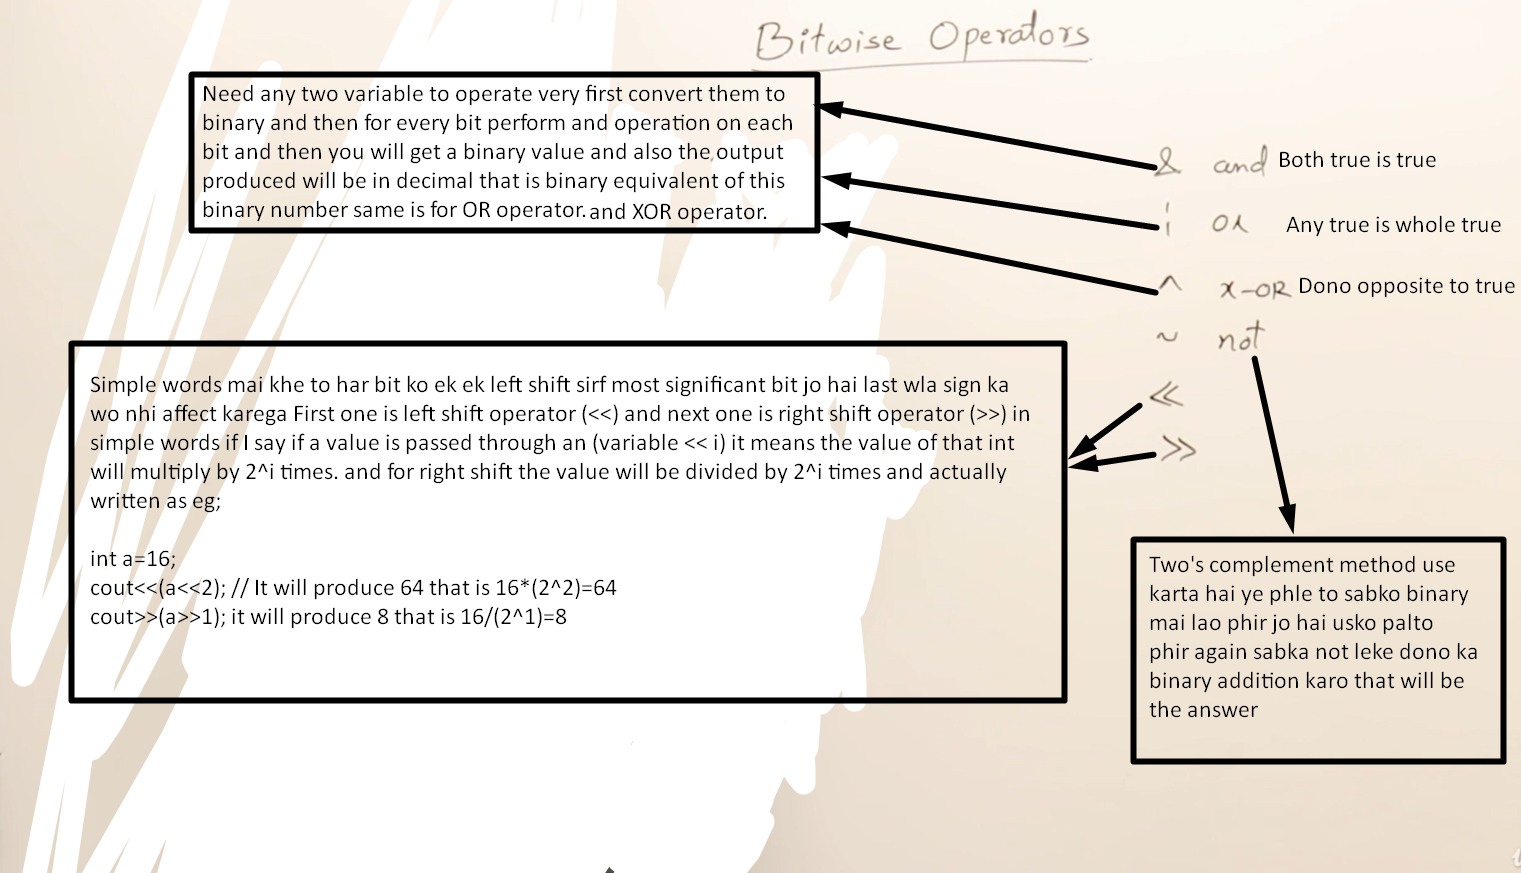 Bitwise Operators
Need any two variable to operate very first convert them to
binary and then for every bit perform and operation on each
bit and then you will get a binary value and also the output
produced will be in decimal that is binary equivalent of this
binary number same is for OR operator. and XOR operator.
& and Both true is true
¦ or Any true is whole true
^ x-OR Dono opposite to true
~ not
<<
>>
Simple words mai khe to har bit ko ek ek left shift sirf most significant bit jo hai last wla sign ka
wo nhi affect karega First one is left shift operator (<<) and next one is right shift operator (>>) in
simple words if I say if a value is passed through an (variable << i) it means the value of that int
will multiply by 2^i times. and for right shift the value will be divided by 2^i times and actually
written as eg;
int a=16;
cout<<(a<<2); // It will produce 64 that is 16*(2^2)=64
cout>>(a>>1); it will produce 8 that is 16/(2^1)=8
Two's complement method use
karta hai ye phle to sabko binary
mai lao phir jo hai usko palto
phir again sabka not leke dono ka
binary addition karo that will be
the answer